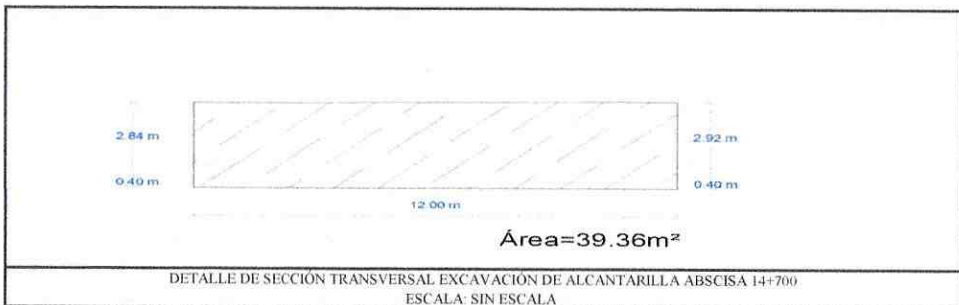 2.84 m
2.92 m
0.40 m
0.40 m
12.00 m
Área=39.36m²
DETALLE DE SECCIÓN TRANSVERSAL EXCAVACIÓN DE ALCANTARILLA ABSCISA 14+700
ESCALA: SIN ESCALA